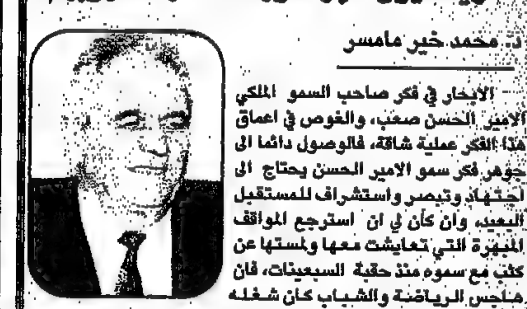 د. محمد خير مامسر
الابحار في فكر صاحب السمو الملكي
الامير الحسن صعب، والغوص في اعماق
هذا الفكر عملية شاقة، فالوصول دائما الى
جوهر فكر سمو الامير الحسن يحتاج الى
اجتهاد وتبصر واستشراف للمستقبل
البعيد، وان كان لي ان استرجع المواقف
المبهرة التي تعايشت معها ولمستها عن
كثب مع سموه منذ حقبة السبعينات، فان
هاجس الرياضة والشباب كان شغله